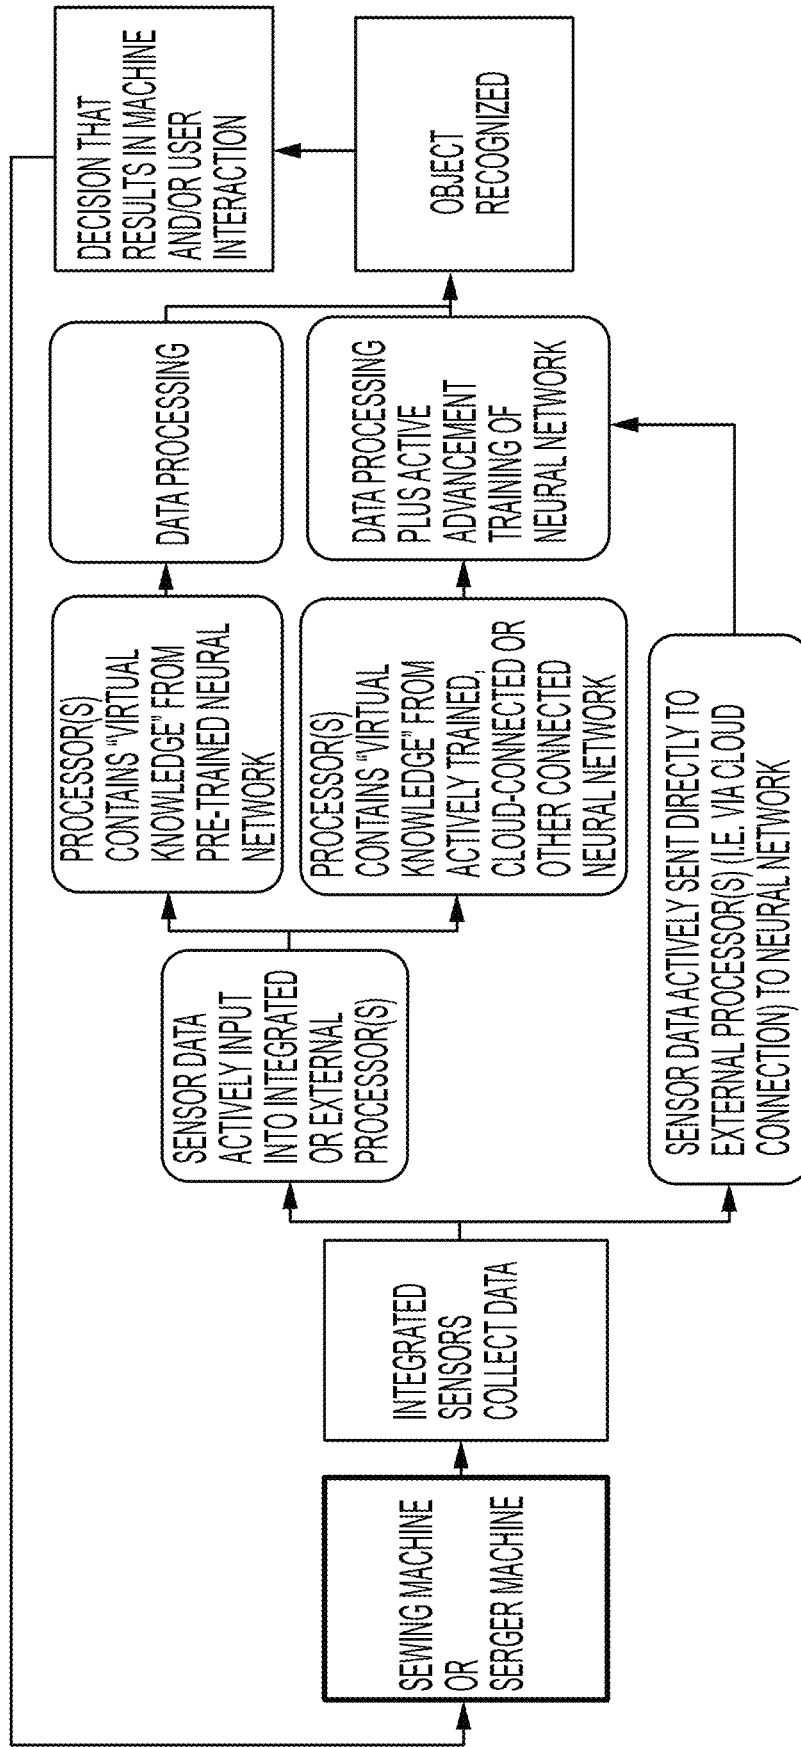 SEWING MACHINE
OR
SERGER MACHINE
INTEGRATED
SENSORS
COLLECT DATA
SENSOR DATA
ACTIVELY INPUT
INTO INTEGRATED
OR EXTERNAL
PROCESSOR(S)
PROCESSOR(S)
CONTAINS "VIRTUAL
KNOWLEDGE" FROM
PRE-TRAINED NEURAL
NETWORK
DATA PROCESSING
PROCESSOR(S)
CONTAINS "VIRTUAL
KNOWLEDGE" FROM
ACTIVELY TRAINED,
CLOUD-CONNECTED OR
OTHER CONNECTED
NEURAL NETWORK
DATA PROCESSING
PLUS ACTIVE
ADVANCEMENT
TRAINING OF
NEURAL NETWORK
SENSOR DATA ACTIVELY SENT DIRECTLY TO
EXTERNAL PROCESSOR(S) (I.E. VIA CLOUD
CONNECTION) TO NEURAL NETWORK
OBJECT
RECOGNIZED
DECISION THAT
RESULTS IN MACHINE
AND/OR USER
INTERACTION